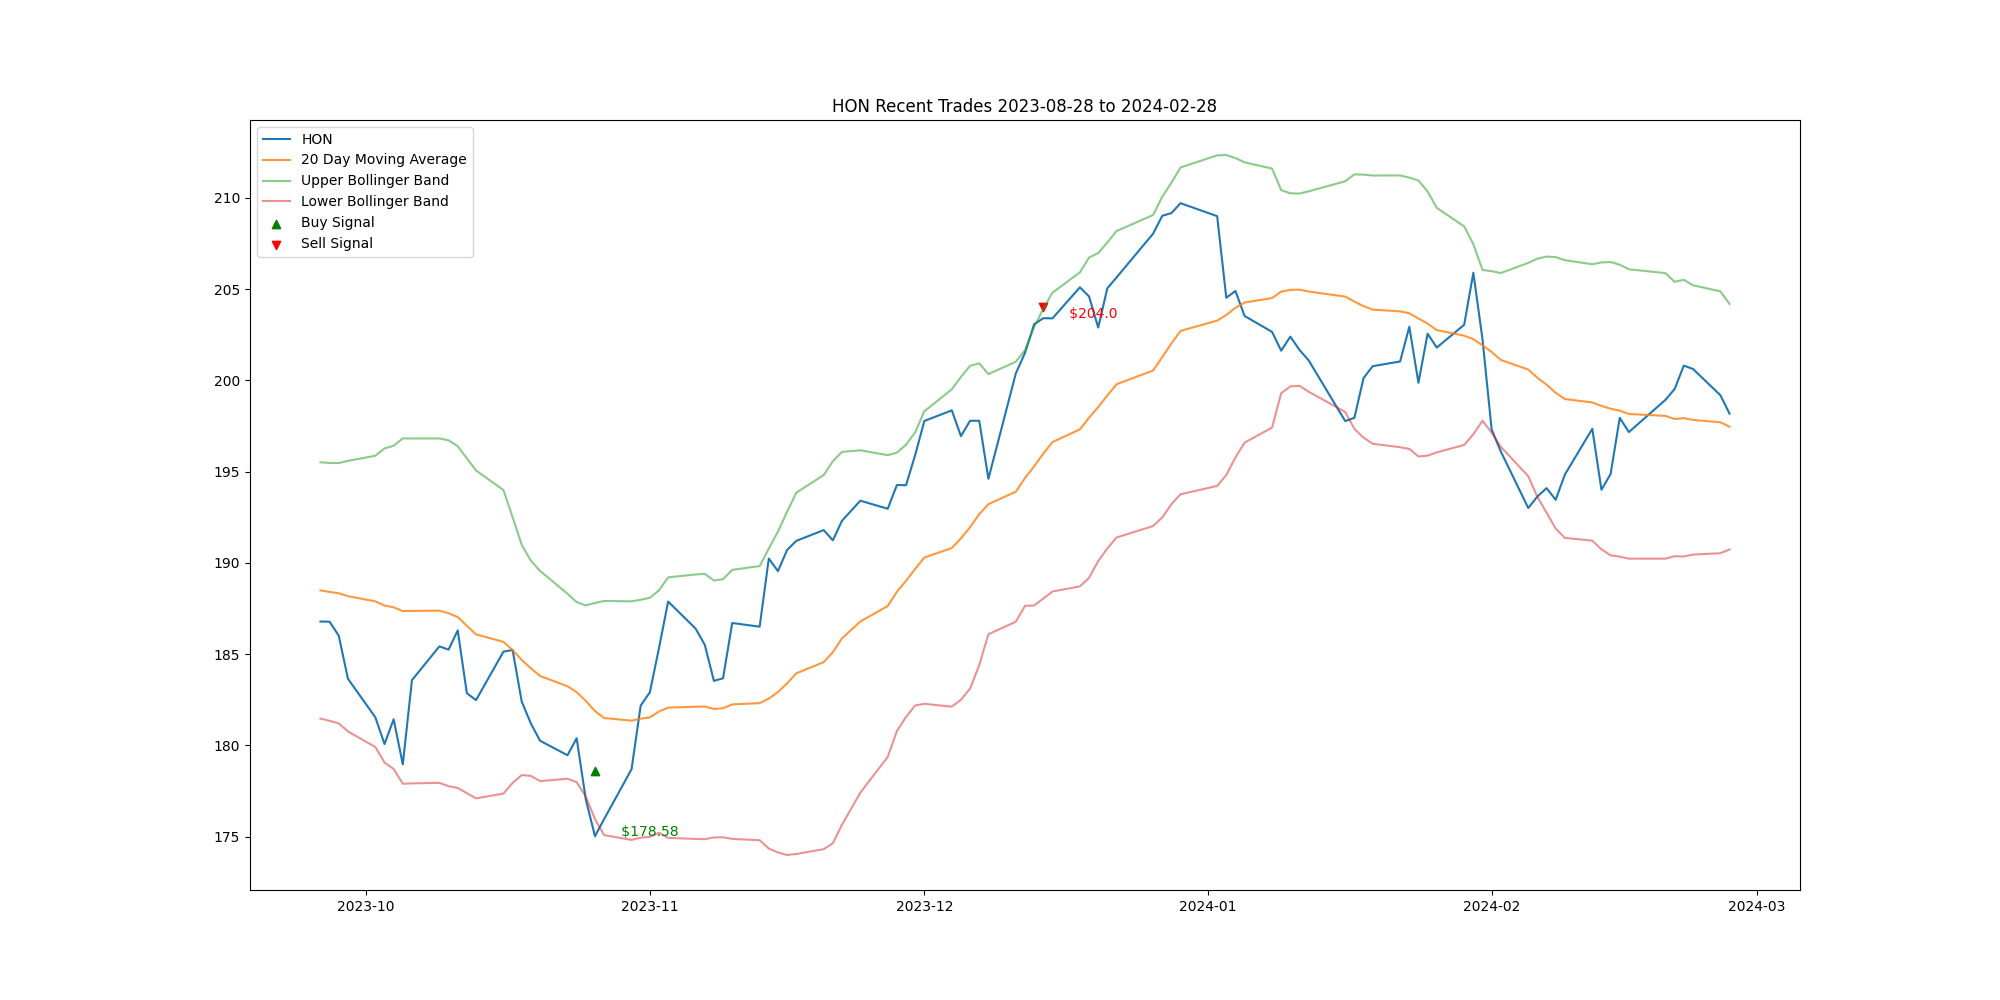 HON Recent Trades 2023-08-28 to 2024-02-28
HON
20 Day Moving Average
Upper Bollinger Band
Lower Bollinger Band
Buy Signal
Sell Signal
210
205
200
195
190
185
180
175
$204.0
$178.58
2023-10
2023-11
2023-12
2024-01
2024-02
2024-03